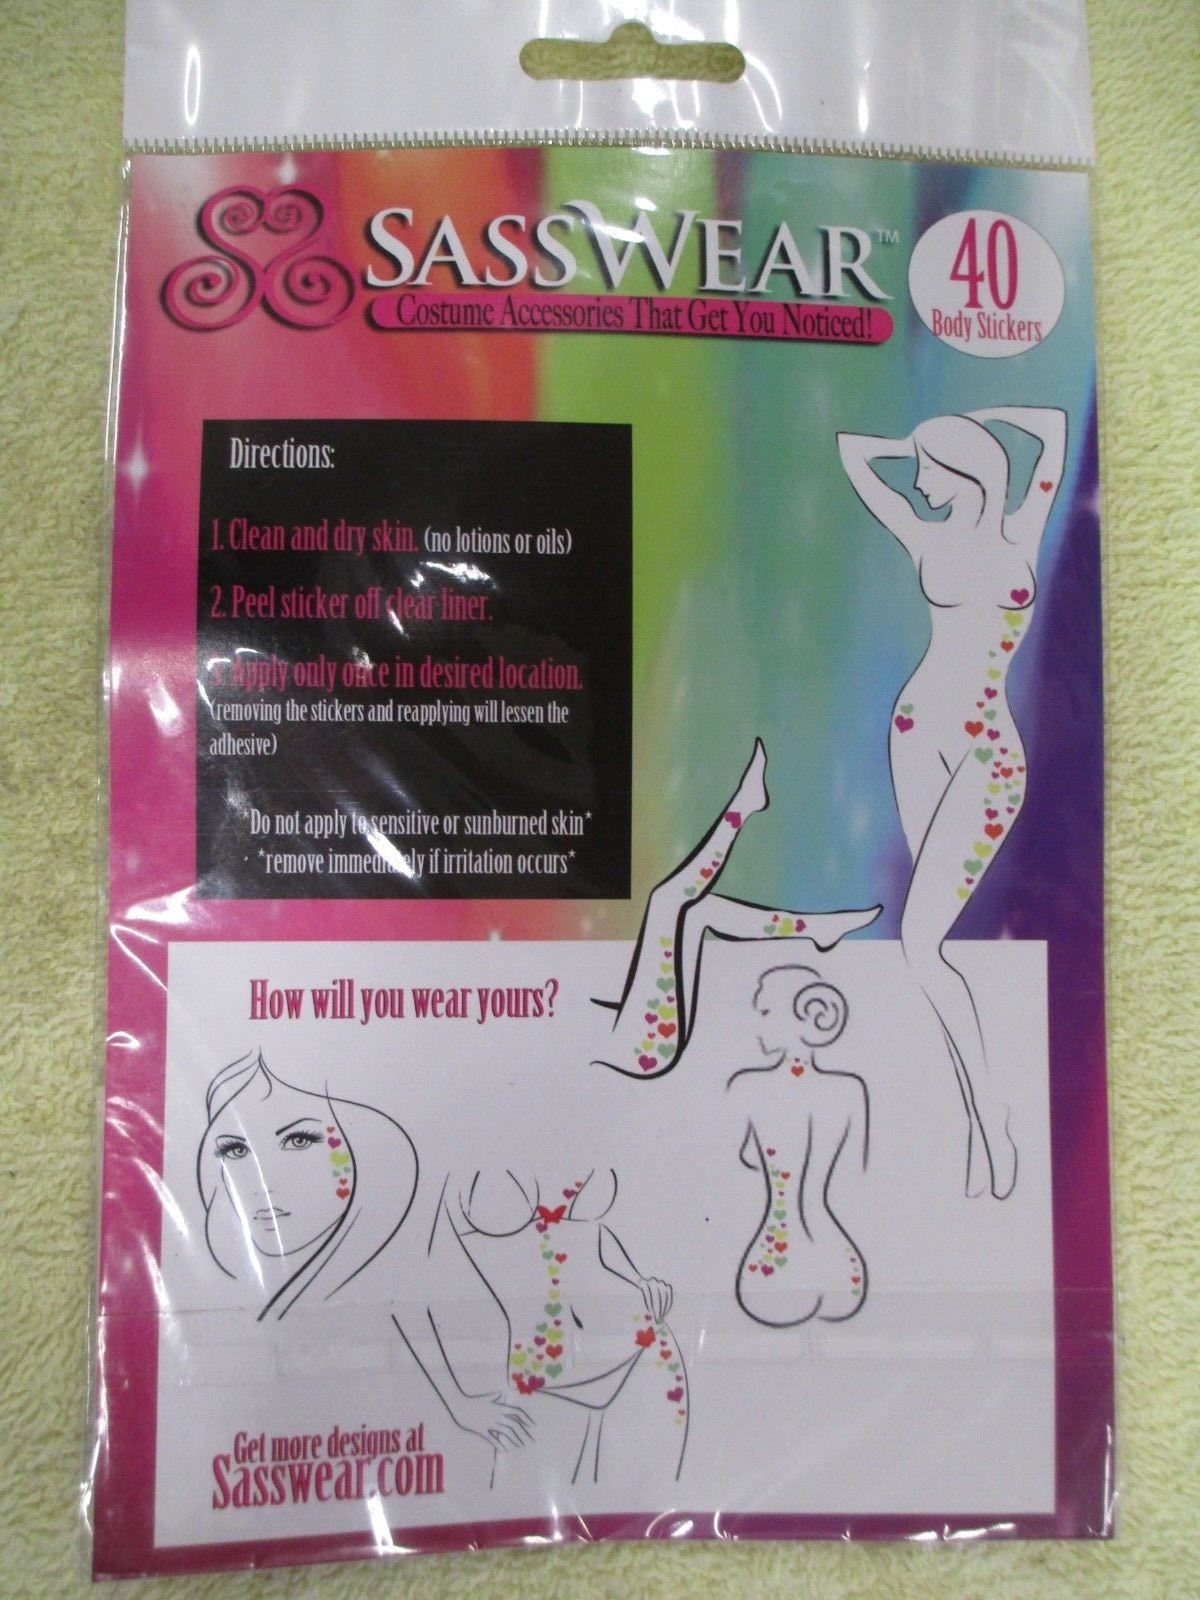 SASSWEAR™
Costume Accessories That Get You Noticed!
40
Body Stickers
Directions:
1. Clean and dry skin. (no lotions or oils)
2. Peel sticker off clear liner.
3. Apply only once in desired location.
(removing the stickers and reapplying will lessen the
adhesive)
*Do not apply to sensitive or sunburned skin*
*remove immediately if irritation occurs*
How will you wear yours?
Get more designs at
Sasswear.com